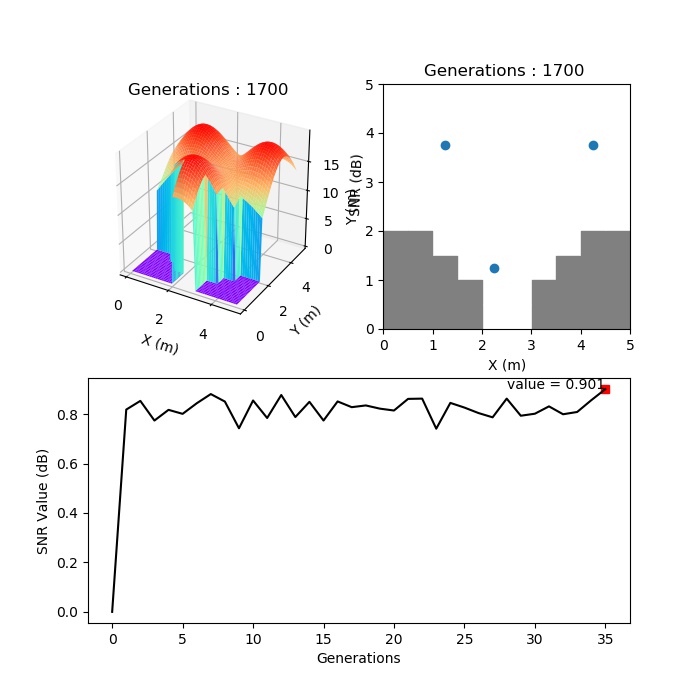 Generations : 1700
15
10
5
0
SNR (dB)
0
2
4
X (m)
0
2
4
Y (m)
Generations : 1700
5
4
3
2
1
0
Y (m)
0 1 2 3 4 5
X (m)
value = 0.901
0.8
0.6
0.4
0.2
0.0
SNR Value (dB)
0 5 10 15 20 25 30 35
Generations